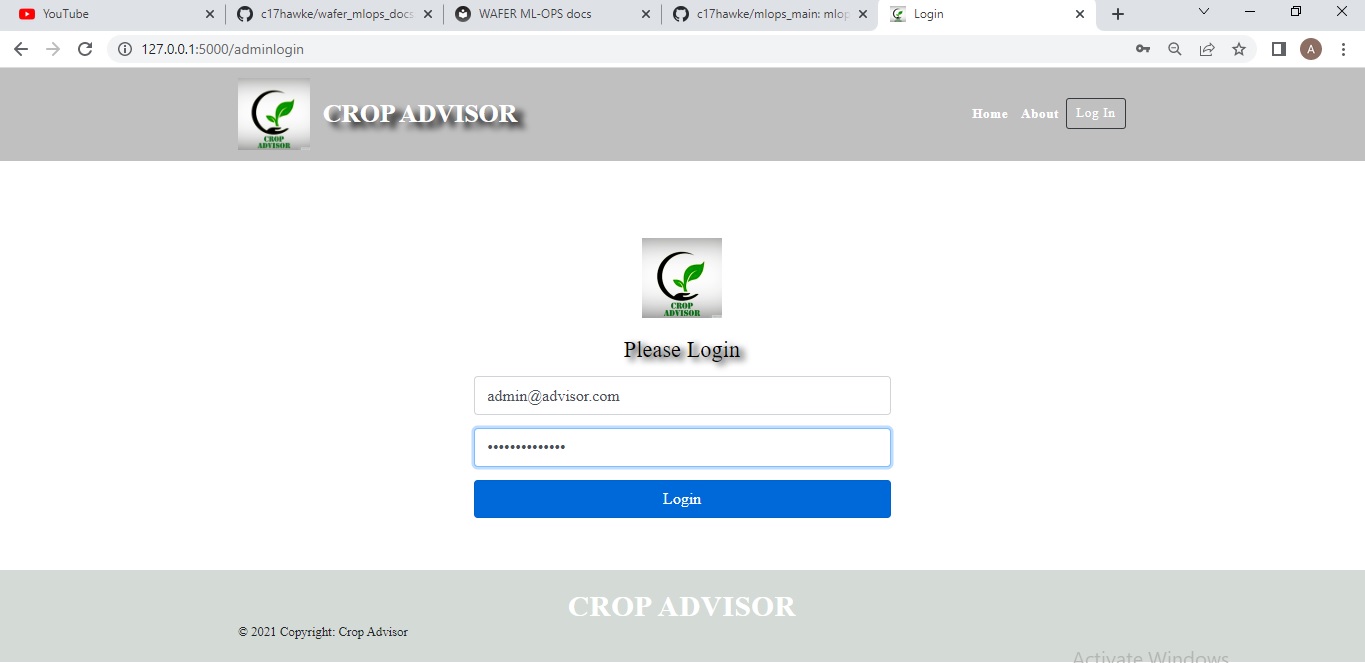 YouTube
c17hawke/wafer_mlops_docs
WAFER ML-OPS docs
c17hawke/mlops_main: mlop
Login
127.0.0.1:5000/adminlogin
A
CROP
ADVISOR
CROP ADVISOR
Home
About
Log In
CROP
ADVISOR
Please Login
admin@advisor.com
••••••••••••••
Login
CROP ADVISOR
© 2021 Copyright: Crop Advisor
Activate Windows